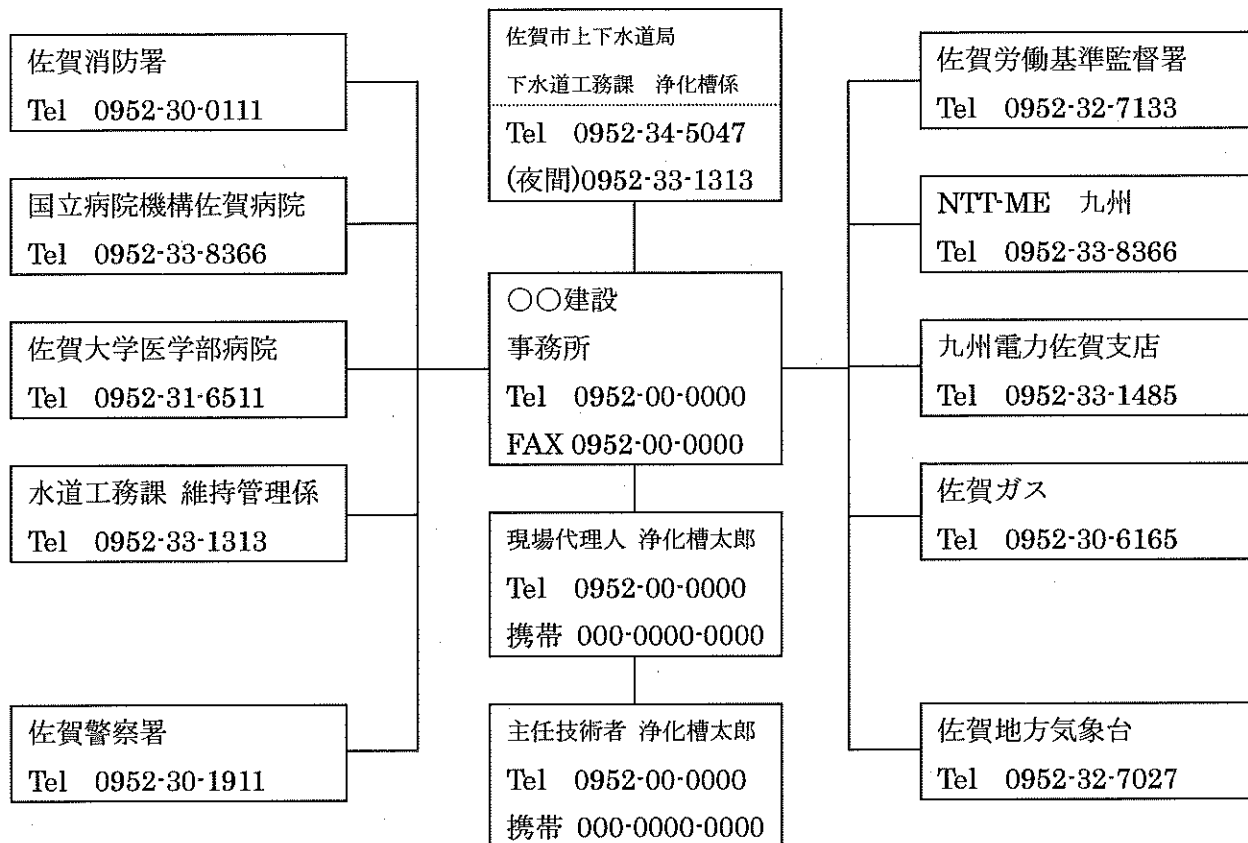 佐賀消防署
Tel 0952-30-0111
国立病院機構佐賀病院
Tel 0952-33-8366
佐賀大学医学部病院
Tel 0952-31-6511
水道工務課 維持管理係
Tel 0952-33-1313
佐賀警察署
Tel 0952-30-1911
佐賀市上下水道局
下水道工務課 浄化槽係
Tel 0952-34-5047
(夜間)0952-33-1313
〇〇建設
事務所
Tel 0952-00-0000
FAX 0952-00-0000
現場代理人 浄化槽太郎
Tel 0952-00-0000
携帯 000-0000-0000
主任技術者 浄化槽太郎
Tel 0952-00-0000
携帯 000-0000-0000
佐賀労働基準監督署
Tel 0952-32-7133
NTT-ME 九州
Tel 0952-33-8366
九州電力佐賀支店
Tel 0952-33-1485
佐賀ガス
Tel 0952-30-6165
佐賀地方気象台
Tel 0952-32-7027